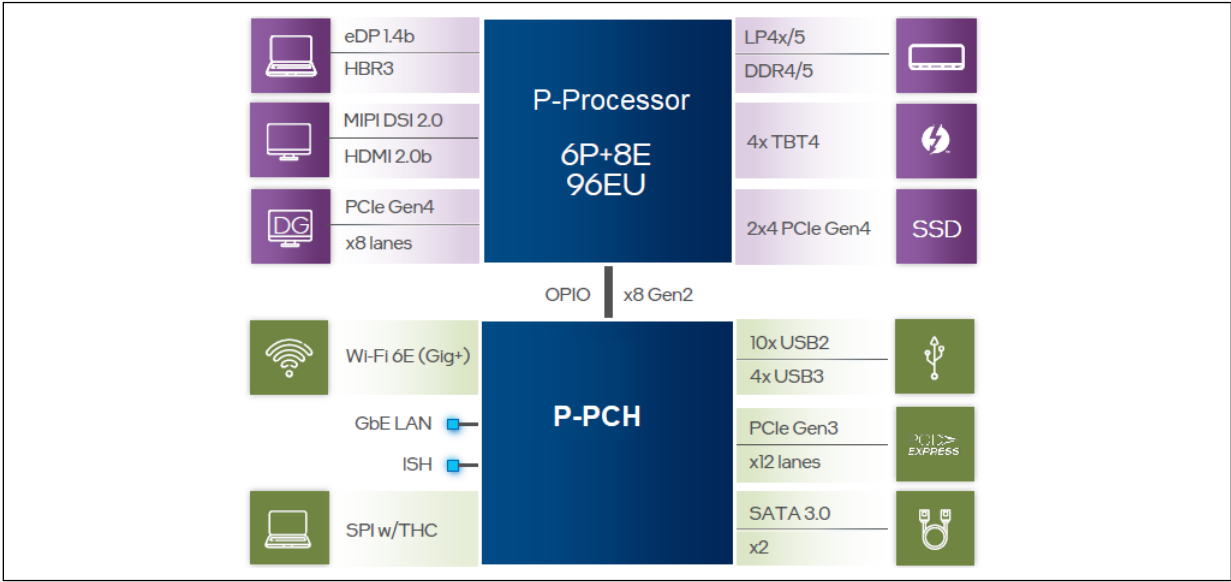 eDP 1.4b
HBR3
MIPI DSI 2.0
HDMI 2.0b
DG
PCIe Gen4
x8 lanes
P-Processor
6P+8E
96EU
LP4x/5
DDR4/5
4x TBT4
2x4 PCIe Gen4
SSD
OPIO
x8 Gen2
Wi-Fi 6E (Gig+)
GbE LAN
ISH
SPI w/THC
P-PCH
10x USB2
4x USB3
PCIe Gen3
x12 lanes
EXPRESS
SATA 3.0
x2